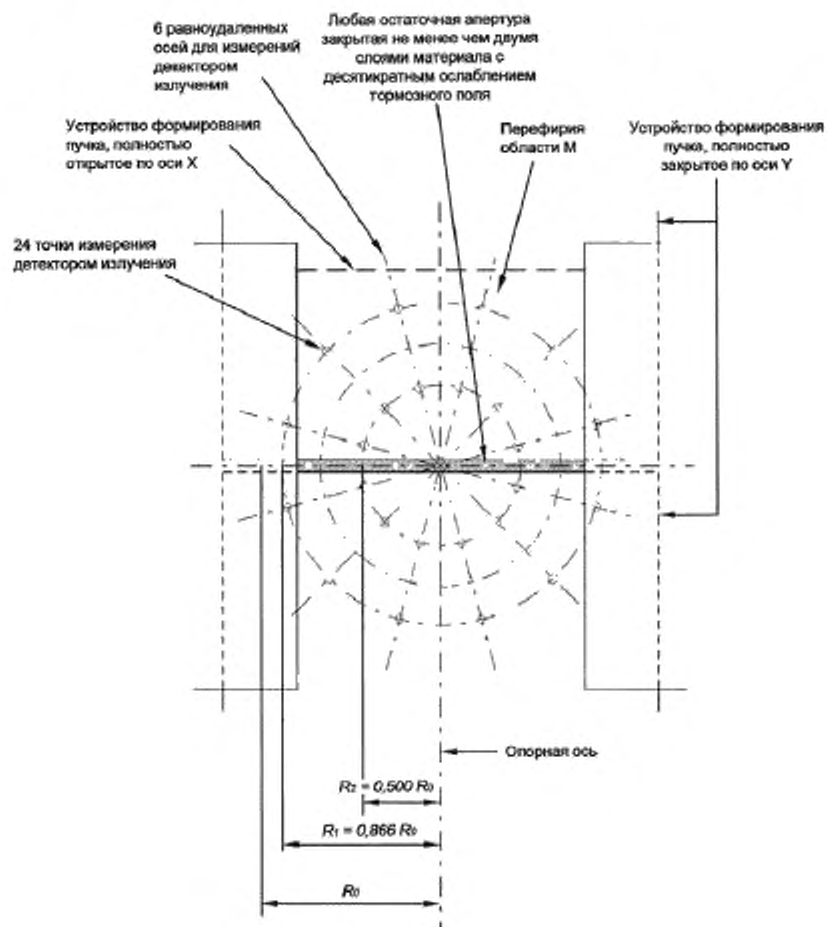 6 равноудаленных
осей для измерений
декектором
излучения
Любая остаточная апертура
закрытая не менее чем двумя
слоями материала с
десятикратным ослаблением
тормозного поля
Устройство формирования
пучка, полностью
открытое по оси X
Перефирия
области M
Устройство формирования
пучка, полностью
закрытое по оси Y
24 точки измерения
детектором излучения
Опорная ось
R₂ = 0,500 R₀
R₁ = 0,866 R₀
R₀